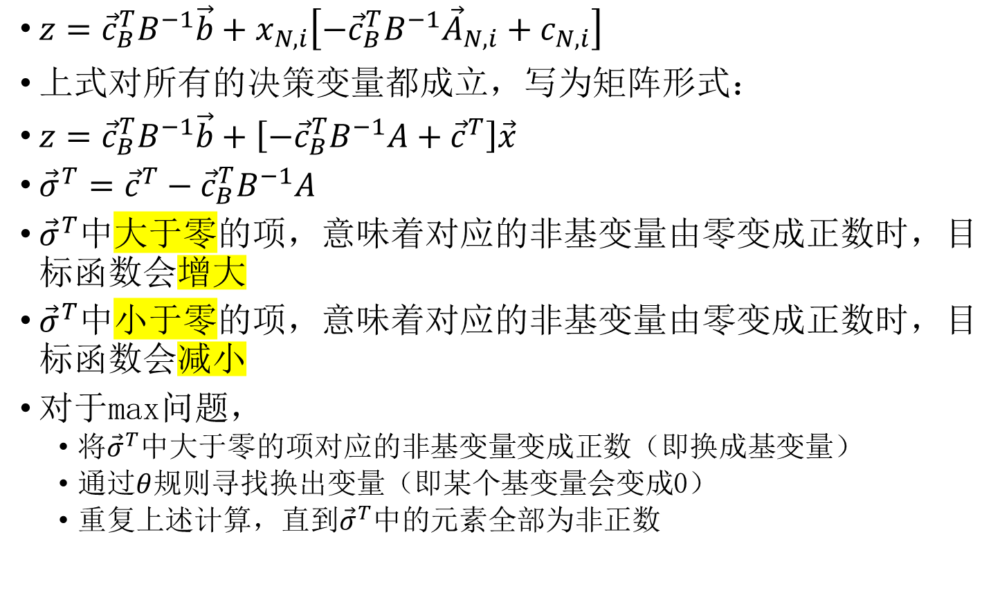 • $z = \vec{c}_B^T B^{-1} \vec{b} + x_{N,i}[-\vec{c}_B^T B^{-1} \vec{A}_{N,i} + c_{N,i}]$
• 上式对所有的决策变量都成立，写为矩阵形式：
• $z = \vec{c}_B^T B^{-1} \vec{b} + [-\vec{c}_B^T B^{-1} A + \vec{c}^T]\vec{x}$
• $\vec{\sigma}^T = \vec{c}^T - \vec{c}_B^T B^{-1} A$
• $\vec{\sigma}^T$中大于零的项，意味着对应的非基变量由零变成正数时，目
标函数会增大
• $\vec{\sigma}^T$中小于零的项，意味着对应的非基变量由零变成正数时，目
标函数会减小
• 对于max问题，
• 将$\vec{\sigma}^T$中大于零的项对应的非基变量变成正数（即换成基变量）
• 通过$\theta$规则寻找换出变量（即某个基变量会变成0）
• 重复上述计算，直到$\vec{\sigma}^T$中的元素全部为非正数